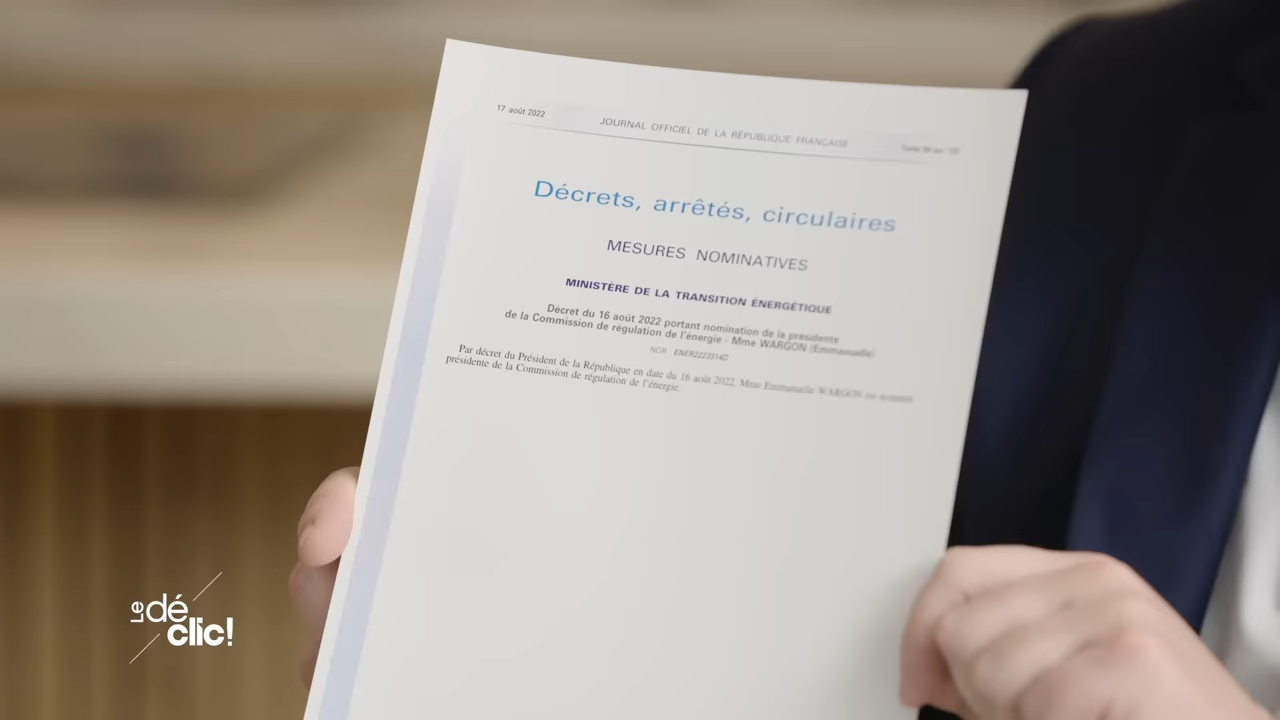 17 août 2022
JOURNAL OFFICIEL DE LA RÉPUBLIQUE FRANÇAISE
Décrets, arrêtés, circulaires
MESURES NOMINATIVES
MINISTÈRE DE LA TRANSITION ÉNERGÉTIQUE
Décret du 16 août 2022 portant nomination de la présidente
de la Commission de régulation de l'énergie - Mme WARGON (Emmanuelle)
NOR : ENER2223314D
Par décret du Président de la République en date du 16 août 2022, Mme Emmanuelle WARGON est nommée
présidente de la Commission de régulation de l'énergie.
Le dé
clic!